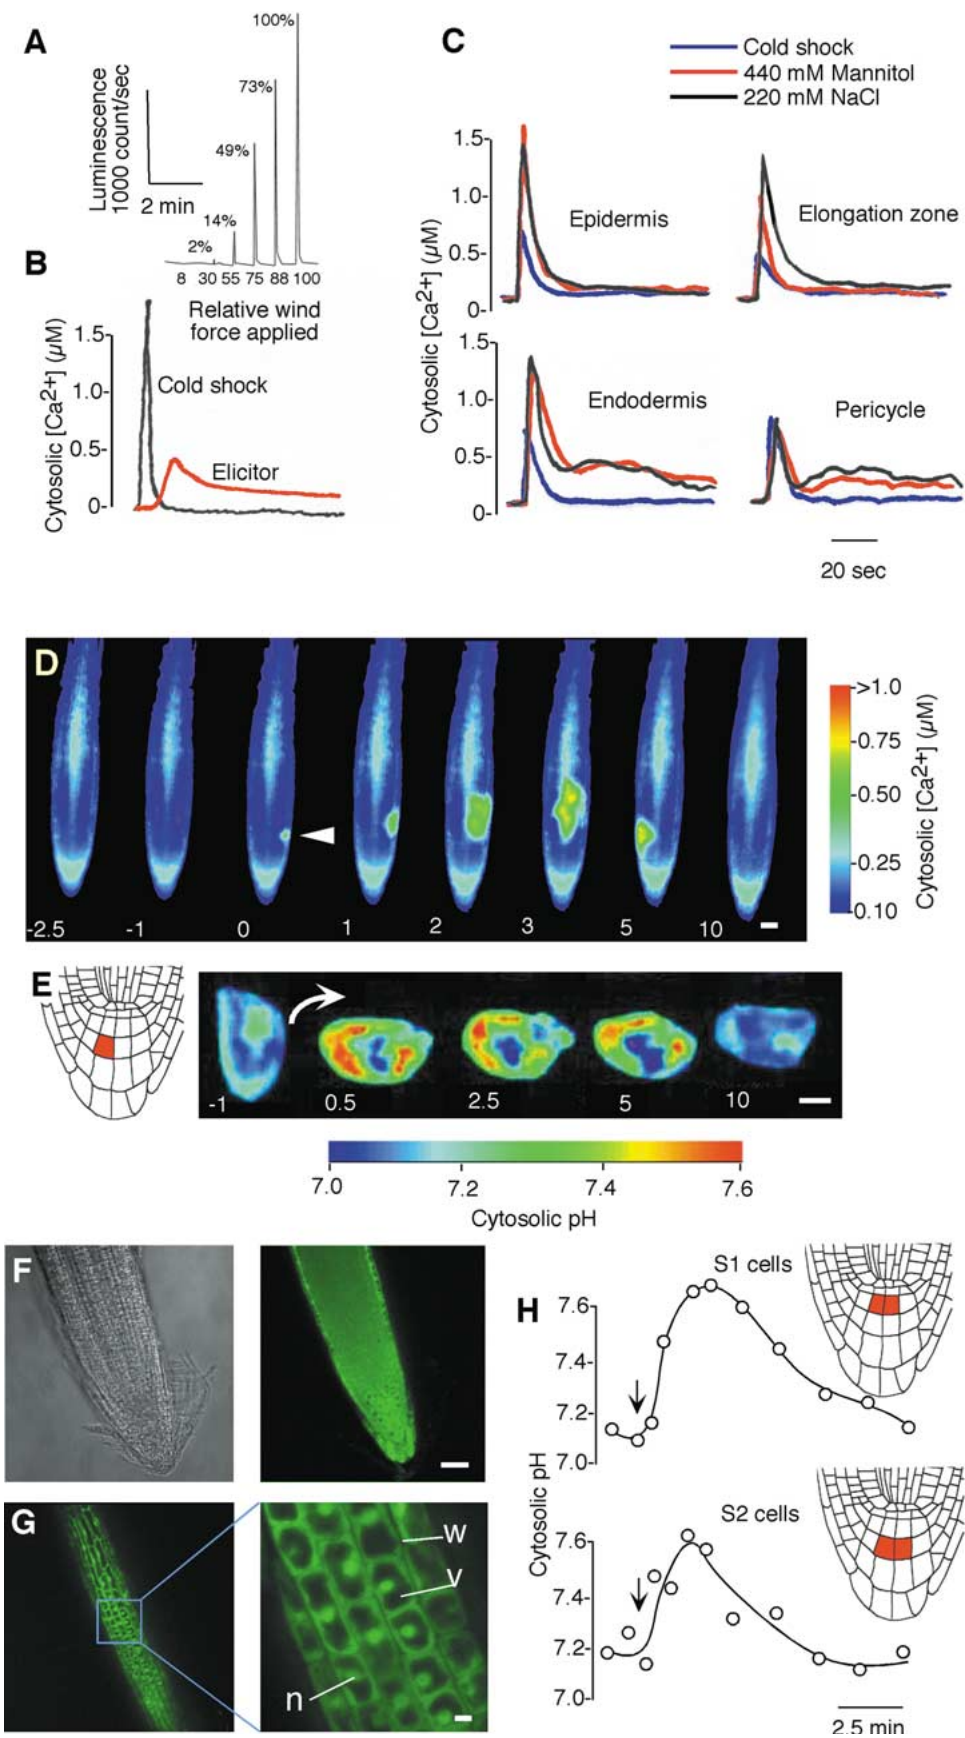 A
Luminescence
1000 count/sec
2 min
2%
14%
49%
73%
100%
8 30 55 75 88 100
Relative wind
force applied
B
Cytosolic [Ca2+] (µM)
1.5-
1.0-
0.5-
0-
Cold shock
Elicitor
C
Cold shock
440 mM Mannitol
220 mM NaCl
Cytosolic [Ca2+] (µM)
1.5-
1.0-
0.5-
0-
Epidermis
Elongation zone
1.5-
1.0-
0.5-
0-
Endodermis
Pericycle
20 sec
D
-2.5 -1 0 1 2 3 5 10
>1.0
-0.75
-0.50
-0.25
0.10
Cytosolic [Ca2+] (µM)
E
-1 0.5 2.5 5 10
7.0 7.2 7.4 7.6
Cytosolic pH
F
G
w
v
n
H
S1 cells
7.6-
7.4-
7.2-
7.0-
Cytosolic pH
S2 cells
7.6-
7.4-
7.2-
7.0-
2.5 min